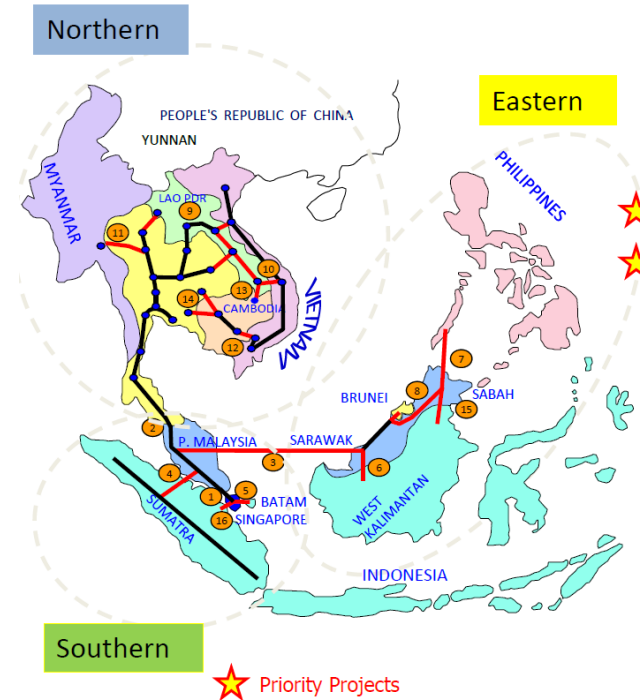 Northern
Eastern
PEOPLE'S REPUBLIC OF CHINA
YUNNAN
MYANMAR
LAO PDR
9
11
10
13
14
CAMBODIA
12
VIETNAM
PHILIPPINES
7
8
BRUNEI
SABAH
15
2
P. MALAYSIA
SARAWAK
3
6
4
1
5
BATAM
16
SINGAPORE
SUMATRA
WEST
KALIMANTAN
INDONESIA
Southern
Priority Projects